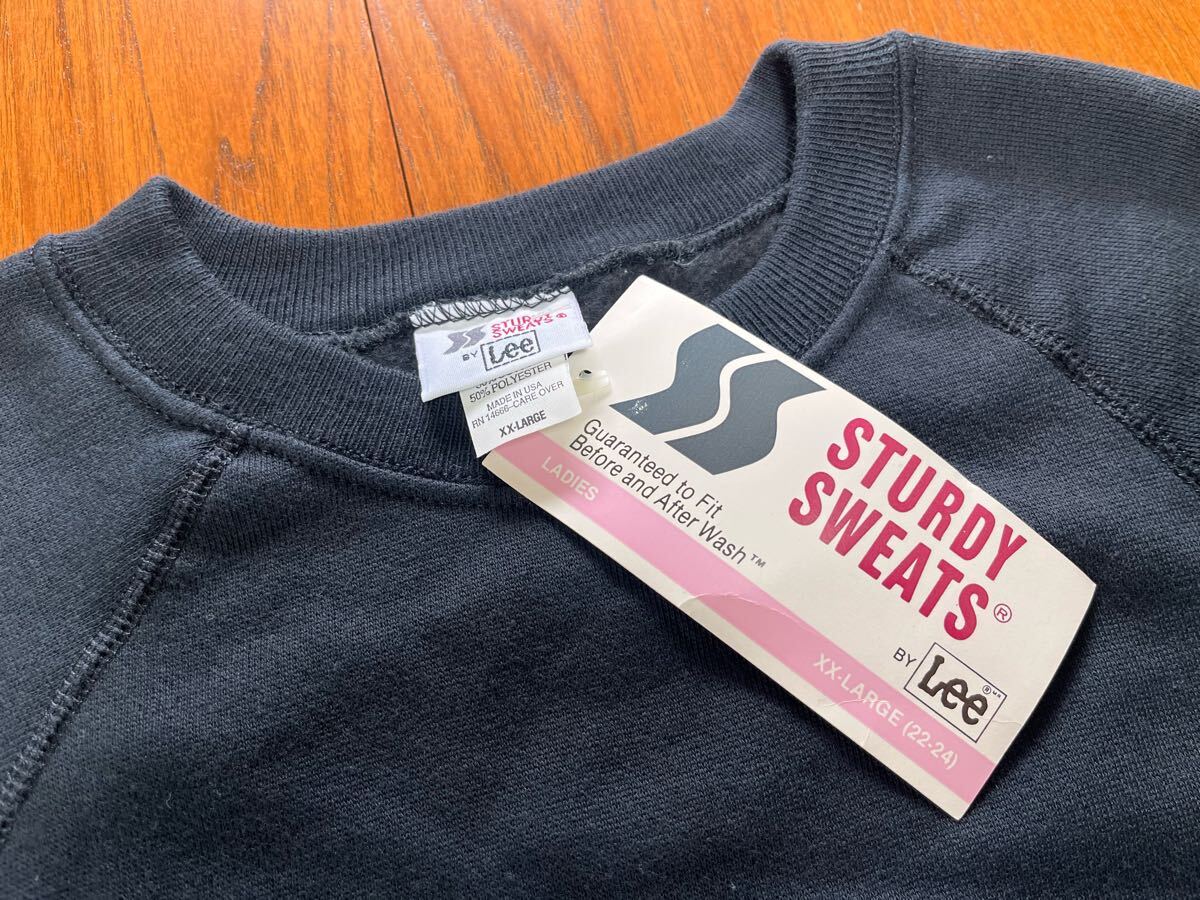 STURDY
SWEATS®
BY Lee
50% POLYESTER
MADE IN USA
RN 14666-CARE OVER
XX-LARGE
Guaranteed to Fit
Before and After Wash™
LADIES
STURDY
SWEATS®
BY Lee®
XX-LARGE (22-24)